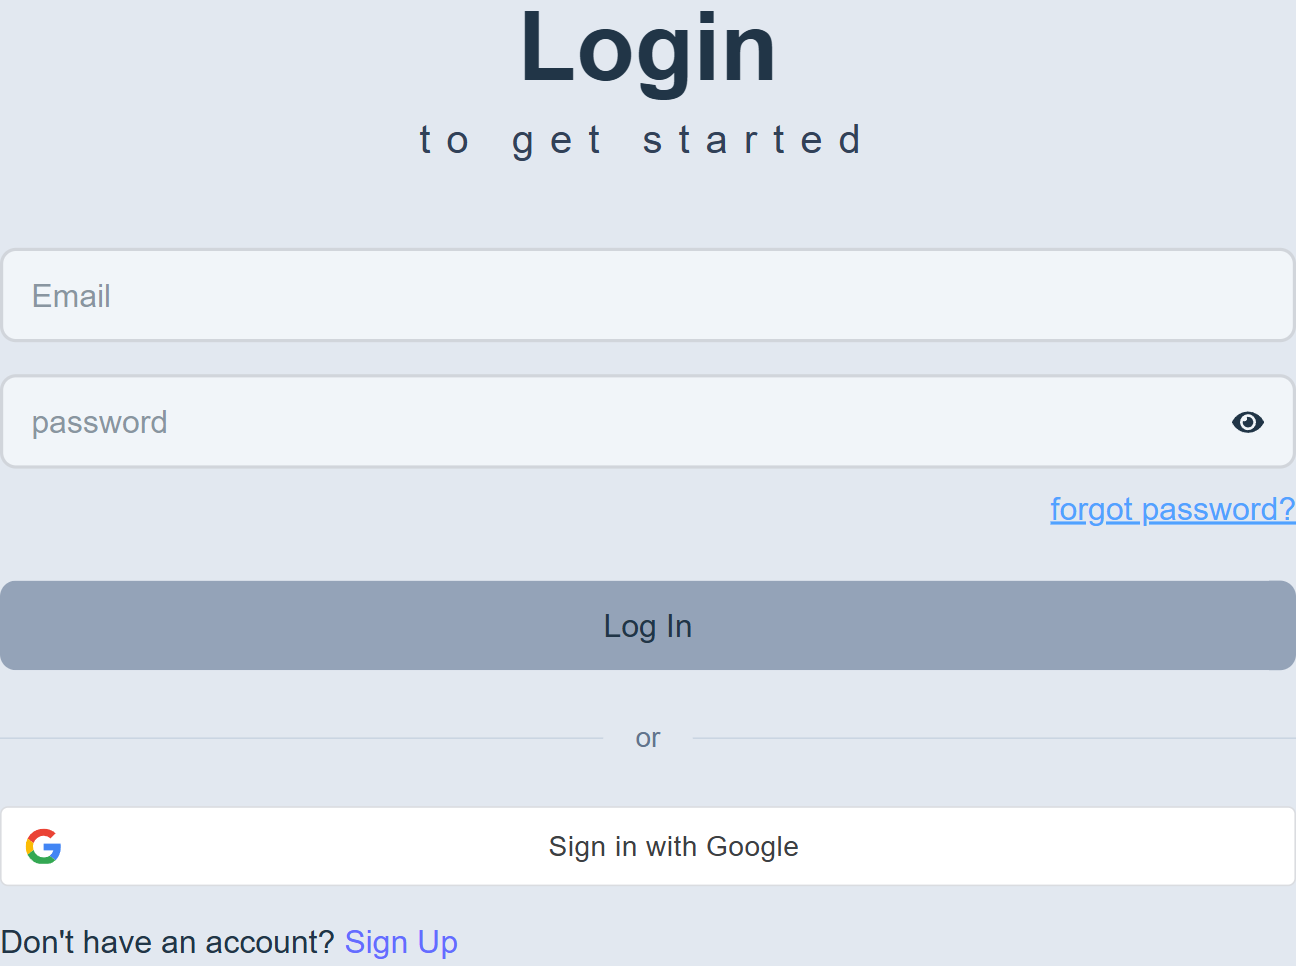 Login
to get started
Email
password
forgot password?
Log In
or
Sign in with Google
Don't have an account? Sign Up